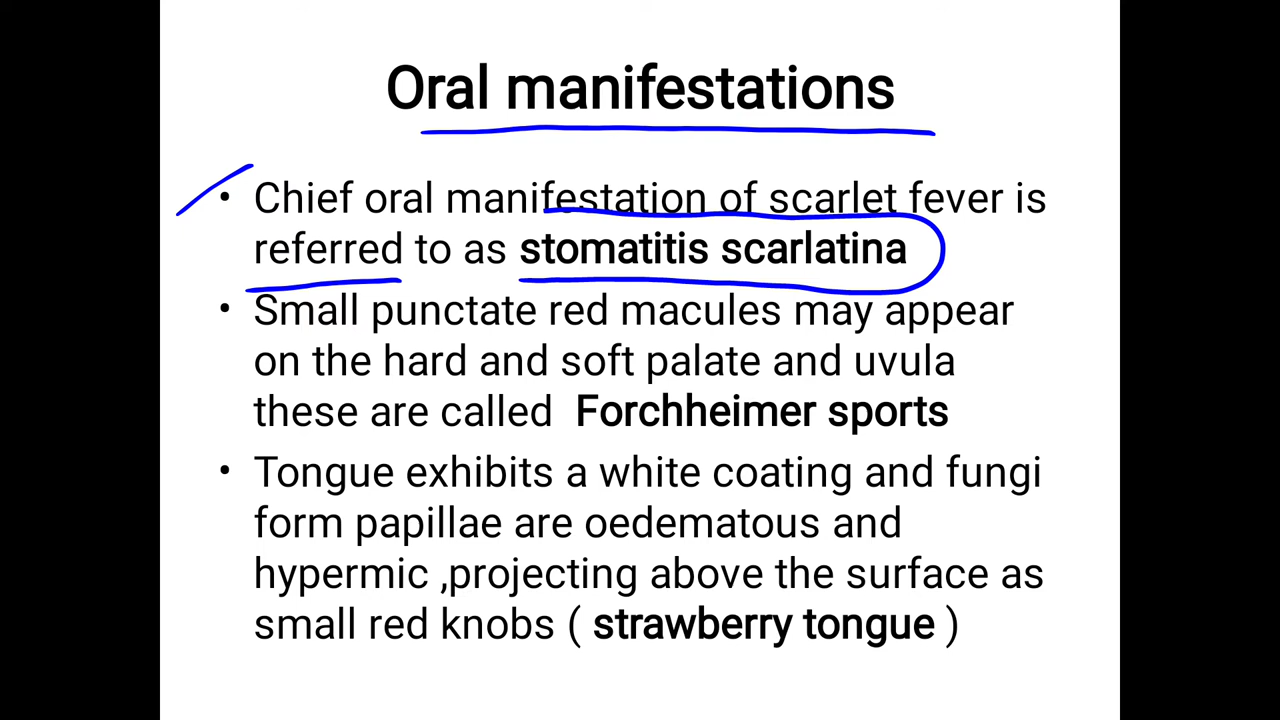 Oral manifestations
• Chief oral manifestation of scarlet fever is
referred to as stomatitis scarlatina
• Small punctate red macules may appear
on the hard and soft palate and uvula
these are called Forchheimer sports
• Tongue exhibits a white coating and fungi
form papillae are oedematous and
hypermic ,projecting above the surface as
small red knobs ( strawberry tongue )